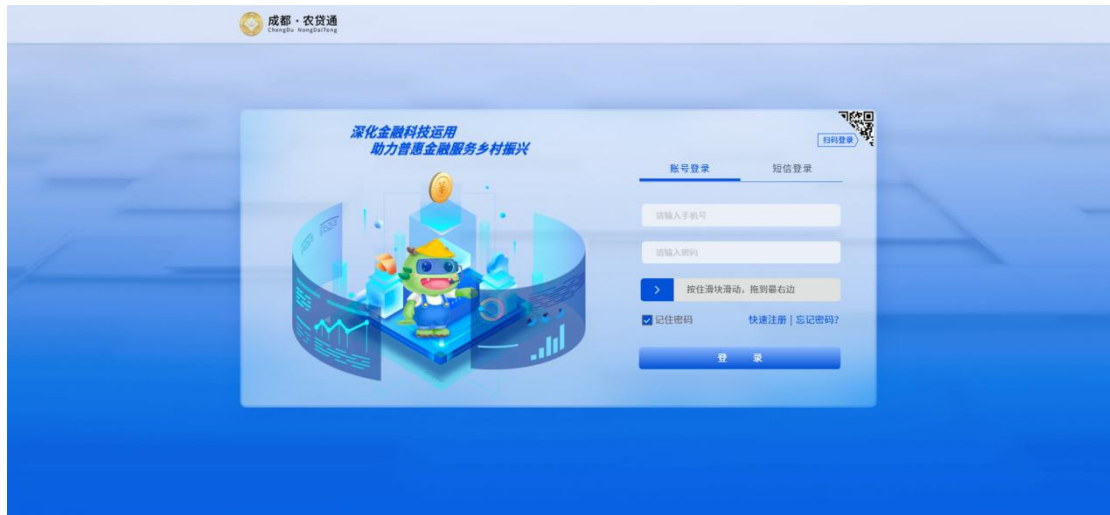 成都·农贷通
ChengDu NongDaiTong
深化金融科技运用
助力普惠金融服务乡村振兴
扫码登录
账号登录 短信登录
请输入手机号
请输入密码
按住滑块滑动，拖到最右边
记住密码 快速注册 | 忘记密码?
登 录